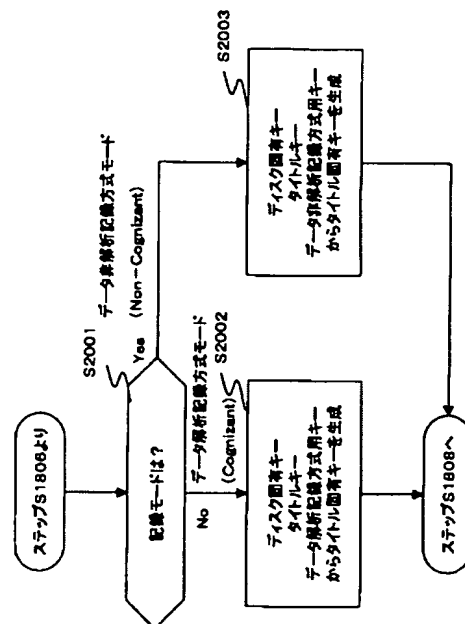 ステップS1806より
S2001
記録モードは?
Yes
データ非解析記録方式モード
(Non-Cognizant)
No
データ解析記録方式モード
(Cognizant)
S2002
ディスク固有キー
タイトルキー
データ解析記録方式用キー
からタイトル固有キーを生成
S2003
ディスク固有キー
タイトルキー
データ非解析記録方式用キー
からタイトル固有キーを生成
ステップS1808へ